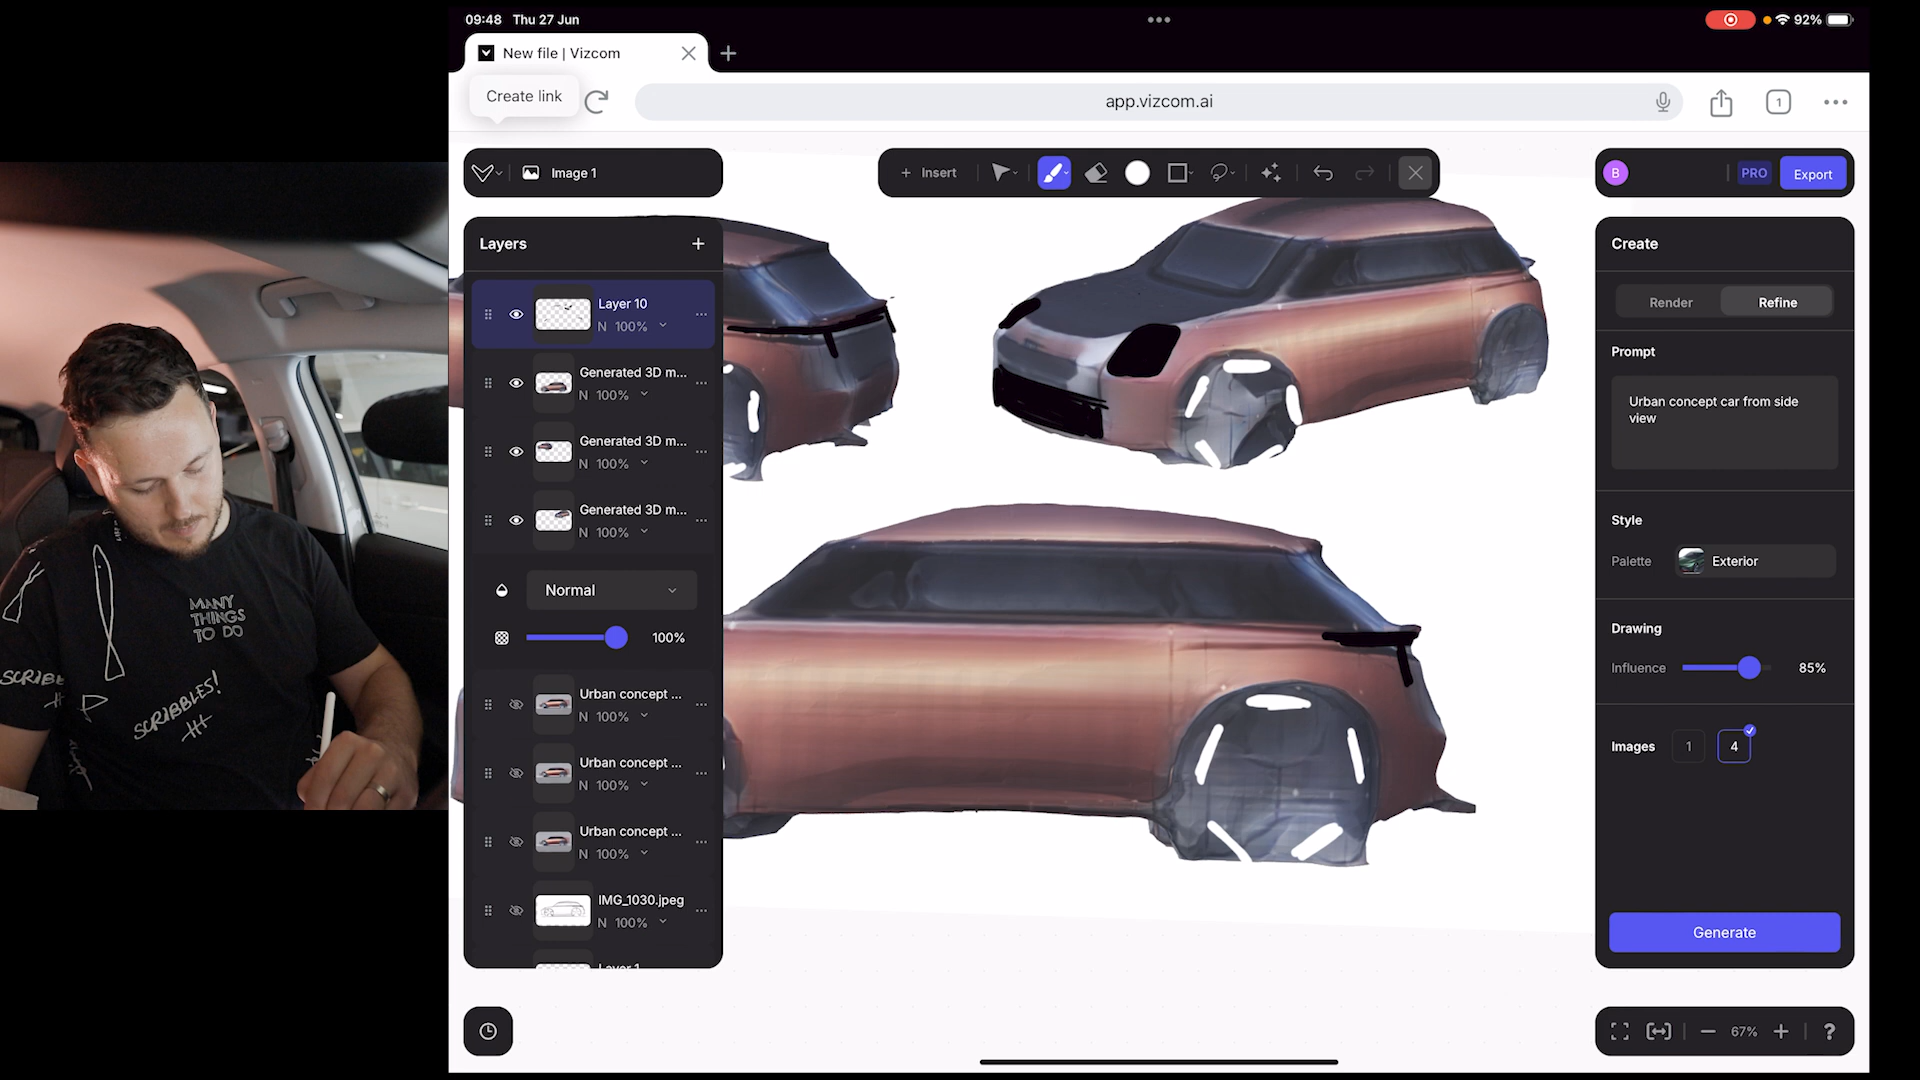 09:48 Thu 27 Jun
92%
New file | Vizcom
Create link
app.vizcom.ai
1
Image 1
Insert
B
PRO
Export
Layers
Layer 10
N 100%
Generated 3D m...
N 100%
Generated 3D m...
N 100%
Generated 3D m...
N 100%
Normal
100%
Urban concept ...
N 100%
Urban concept ...
N 100%
Urban concept ...
N 100%
IMG_1030.jpeg
N 100%
Layer 1
Create
Render
Refine
Prompt
Urban concept car from side
view
Style
Palette
Exterior
Drawing
Influence
85%
Images
1
4
Generate
67%
?
MANY
THINGS
TO DO
SCRIBBLES!